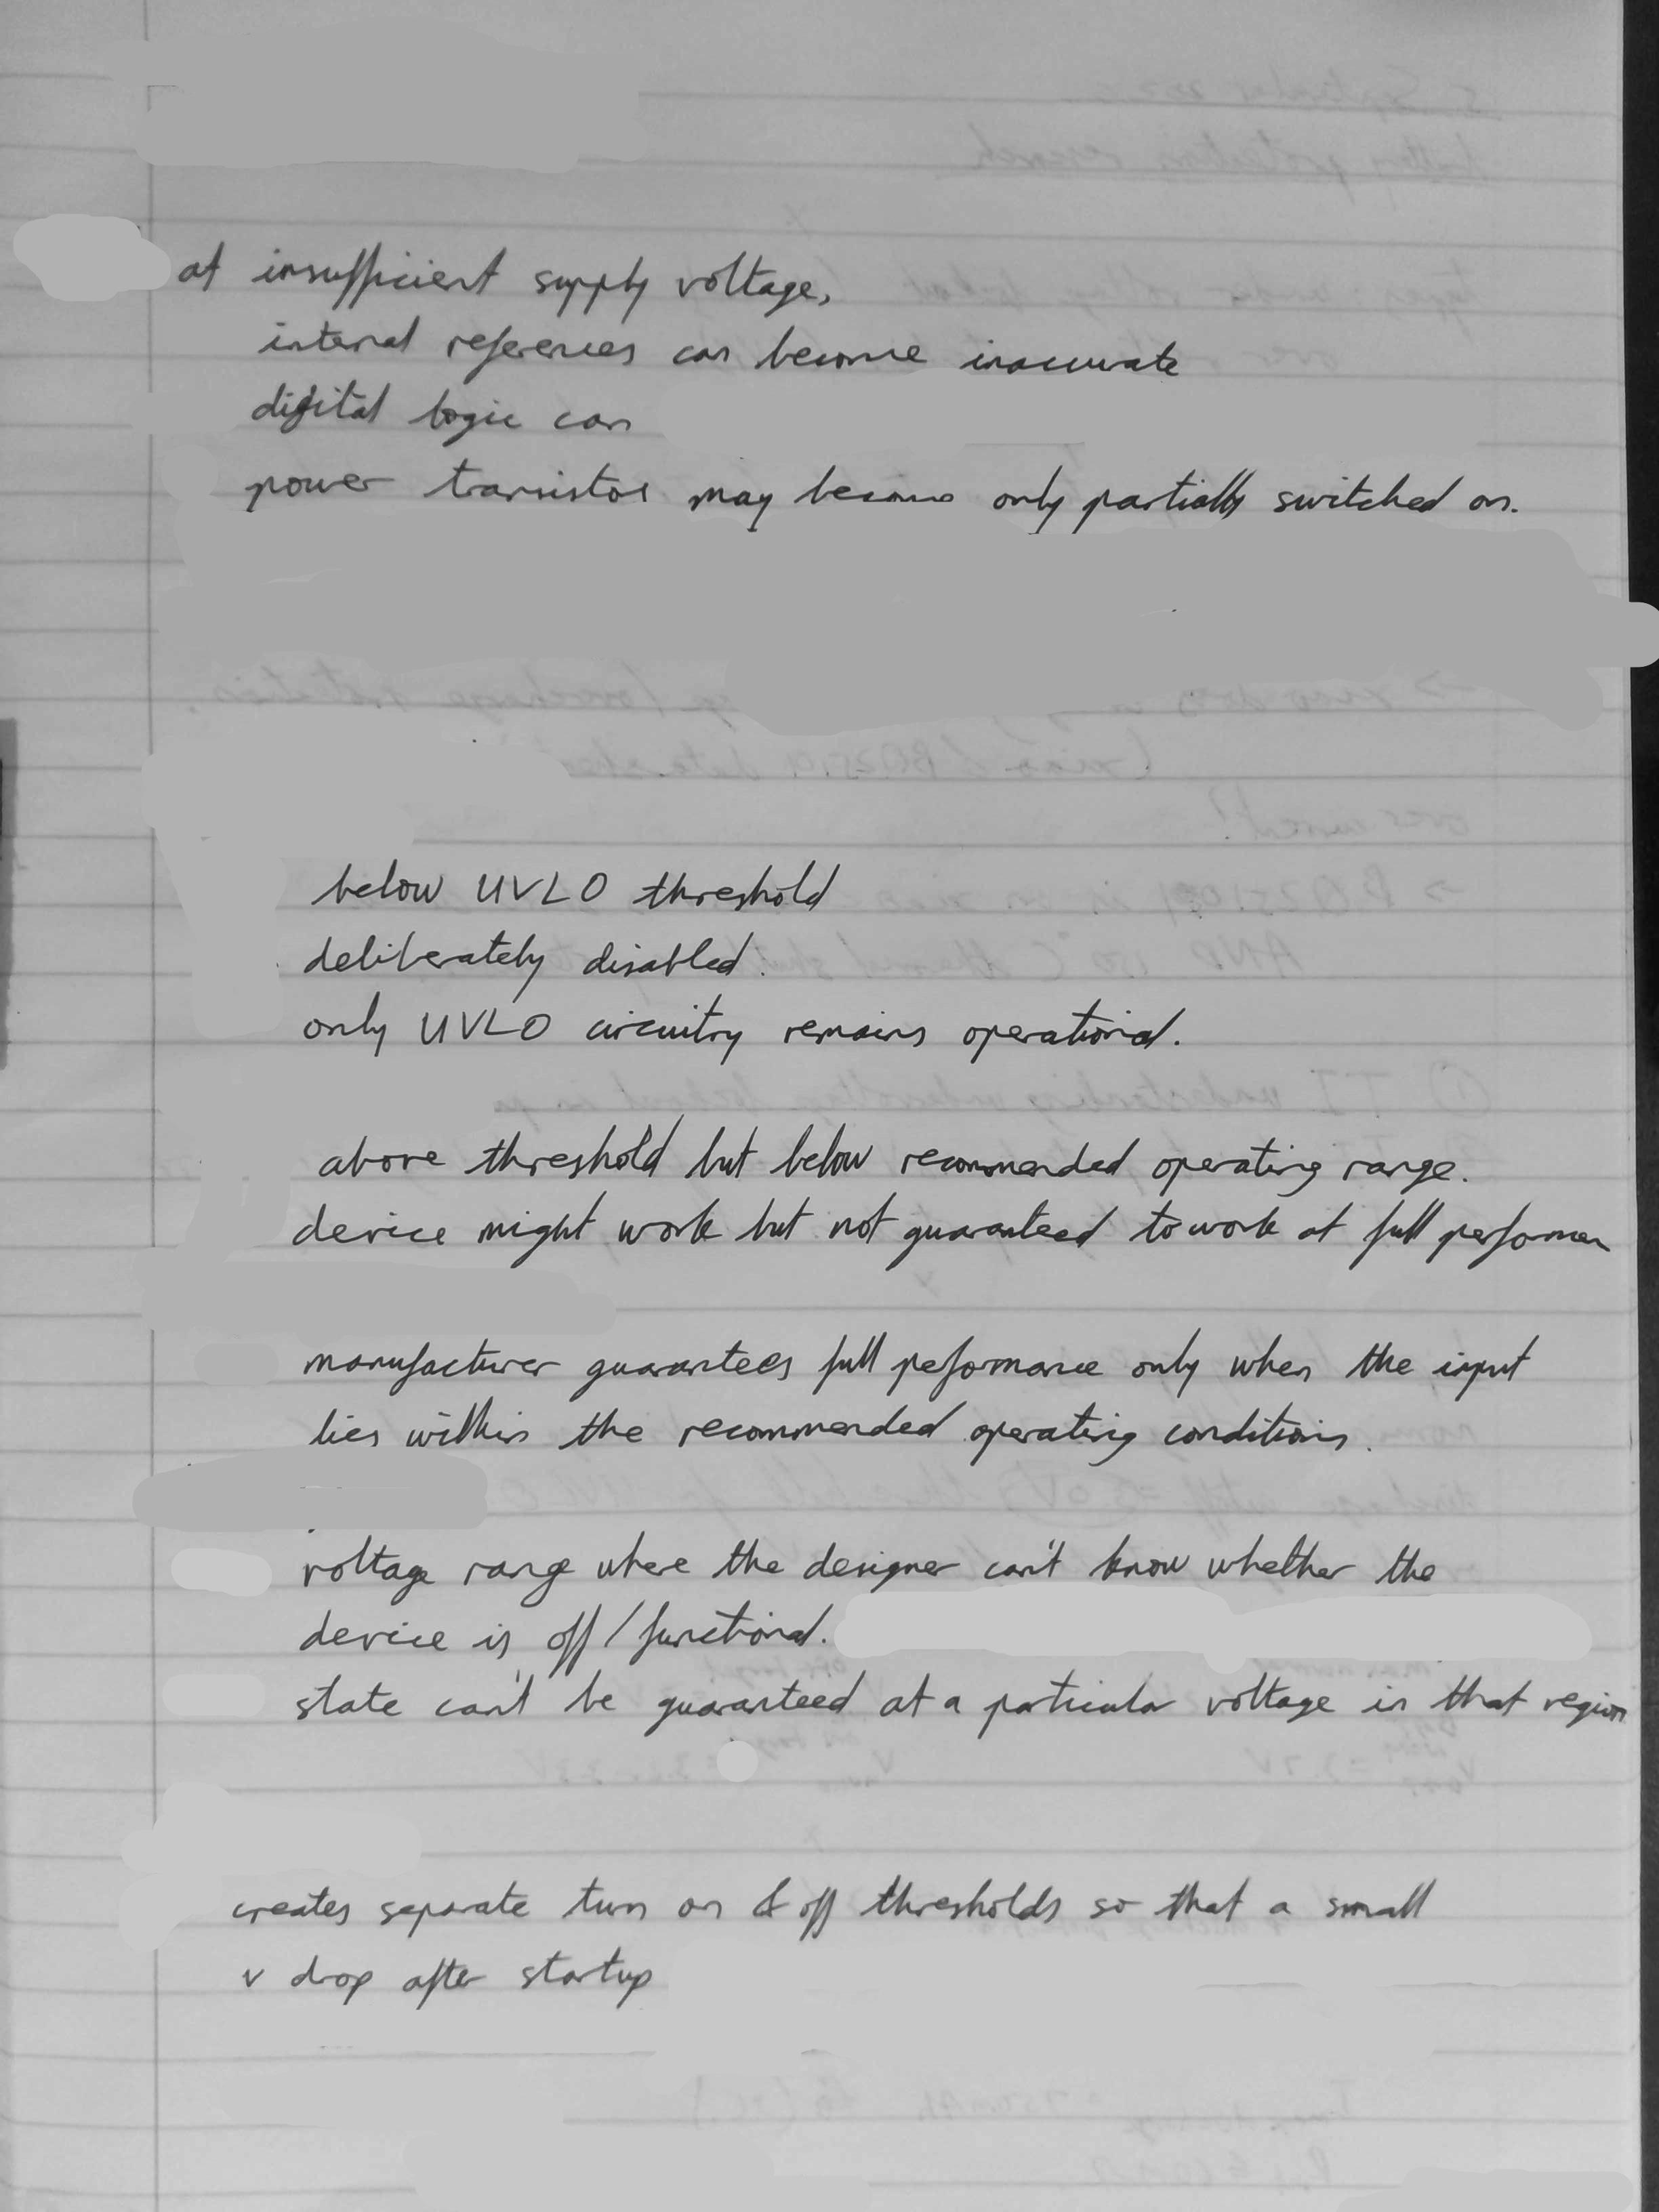 at insufficient supply voltage,
internal references can become inaccurate
digital logic can
power transistors may become only partially switched on.
below UVLO threshold
deliberately disabled.
only UVLO circuitry remains operational.
above threshold but below recommended operating range.
device might work but not guaranteed to work at full performan
manufacturer guarantees full peformance only when the input
lies within the recommended operating conditions.
voltage range where the designer can't know whether the
device is off/functional.
state can't be guaranteed at a particular voltage in that region
creates separate turn on & off thresholds so that a small
v drop after startup